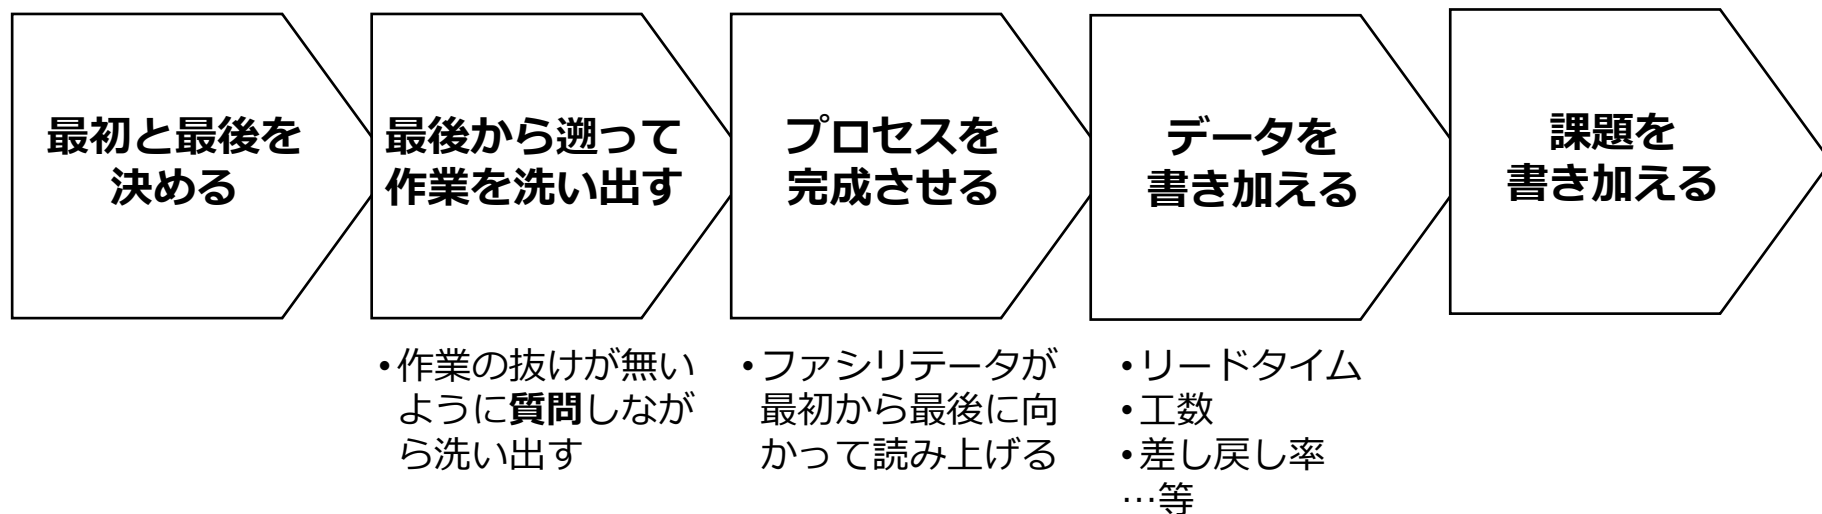 最初と最後を
決める
最後から遡って
作業を洗い出す
プロセスを
完成させる
データを
書き加える
課題を
書き加える
•作業の抜けが無い
ように質問しなが
ら洗い出す
•ファシリテータが
最初から最後に向
かって読み上げる
•リードタイム
•工数
•差し戻し率
…等